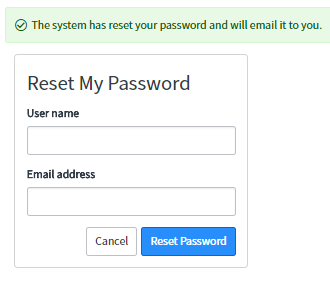 The system has reset your password and will email it to you.
Reset My Password
User name
Email address
Cancel Reset Password